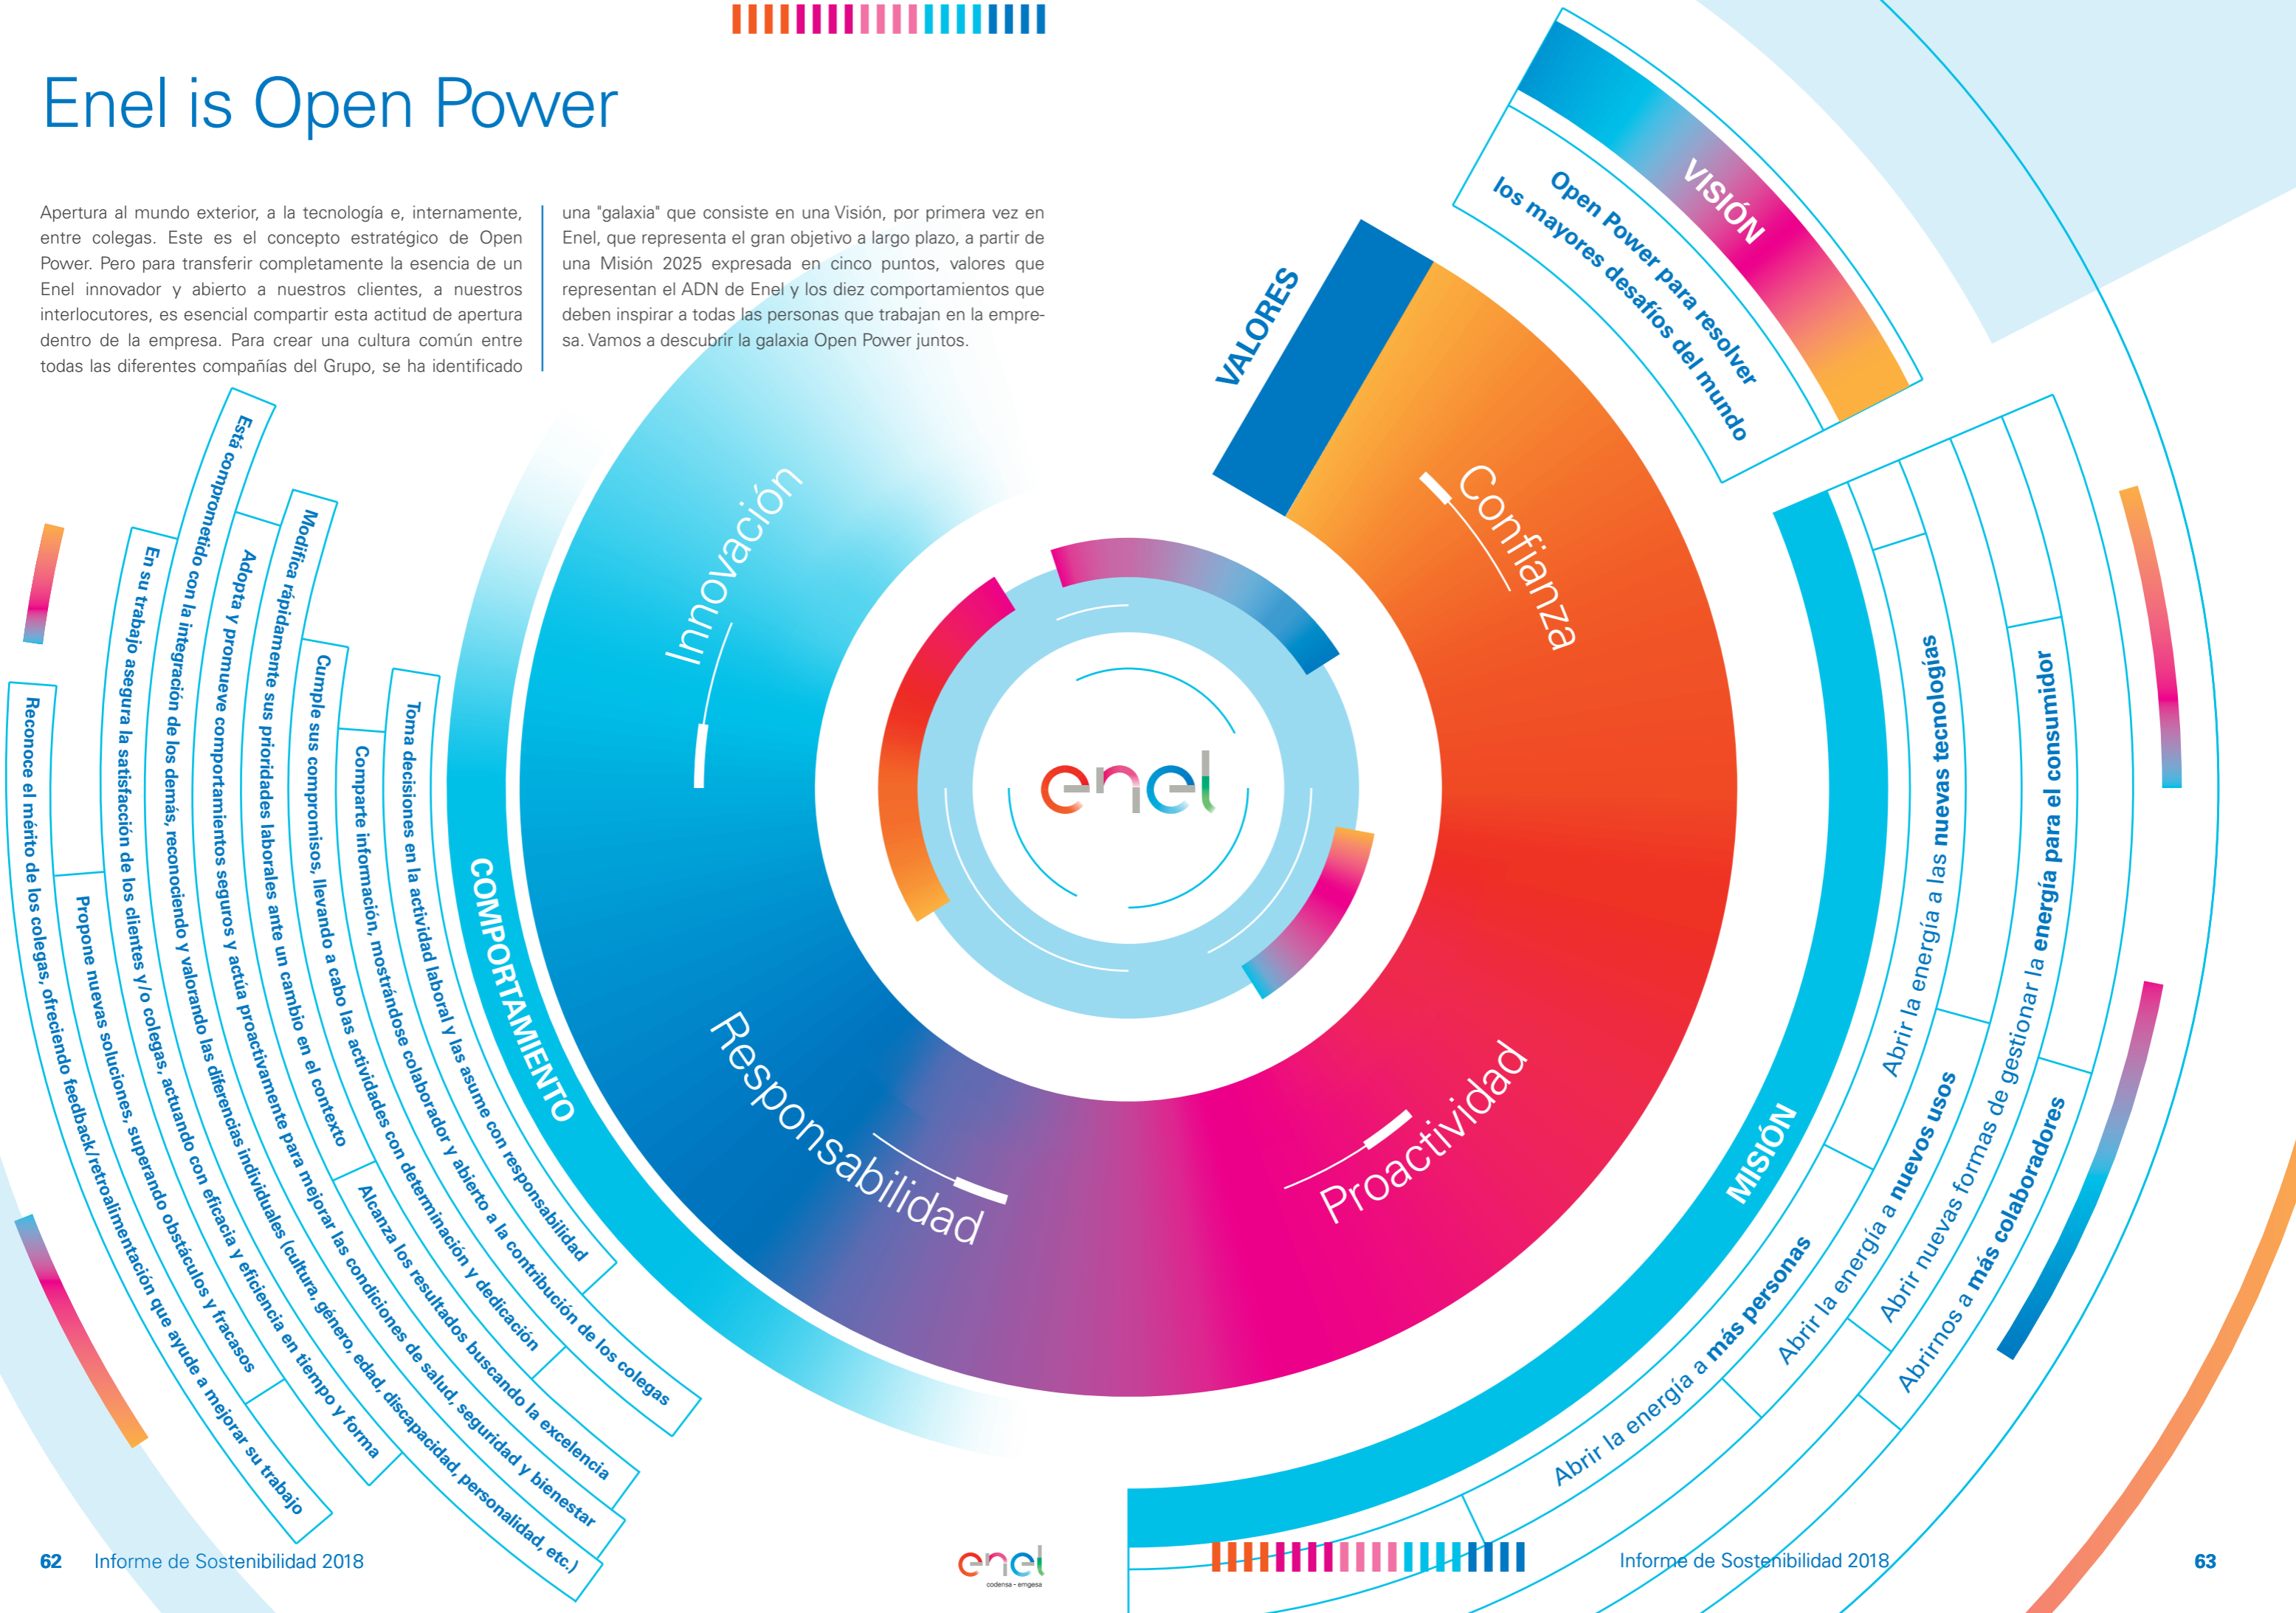 Enel is Open Power
Apertura al mundo exterior, a la tecnología e, internamente,
entre colegas. Este es el concepto estratégico de Open
Power. Pero para transferir completamente la esencia de un
Enel innovador y abierto a nuestros clientes, a nuestros
interlocutores, es esencial compartir esta actitud de apertura
dentro de la empresa. Para crear una cultura común entre
todas las diferentes compañías del Grupo, se ha identificado
una "galaxia" que consiste en una Visión, por primera vez en
Enel, que representa el gran objetivo a largo plazo, a partir de
una Misión 2025 expresada en cinco puntos, valores que
representan el ADN de Enel y los diez comportamientos que
deben inspirar a todas las personas que trabajan en la empre-
sa. Vamos a descubrir la galaxia Open Power juntos.
VISIÓN
Open Power para resolver
los mayores desafíos del mundo
VALORES
Confianza
Proactividad
Responsabilidad
Innovación
enel
MISIÓN
Abrir la energía a más personas
Abrir la energía a las nuevas tecnologías
Abrir la energía a nuevos usos
Abrir nuevas formas de gestionar la energía para el consumidor
Abrirnos a más colaboradores
COMPORTAMIENTO
Toma decisiones en la actividad laboral y las asume con responsabilidad
Comparte información, mostrándose colaborador y abierto a la contribución de los colegas
Cumple sus compromisos, llevando a cabo las actividades con determinación y dedicación
Modifica rápidamente sus prioridades laborales ante un cambio en el contexto
Alcanza los resultados buscando la excelencia
Adopta y promueve comportamientos seguros y actúa proactivamente para mejorar las condiciones de salud, seguridad y bienestar
Está comprometido con la integración de los demás, reconociendo y valorando las diferencias individuales (cultura, género, edad, discapacidad, personalidad, etc.)
En su trabajo asegura la satisfacción de los clientes y/o colegas, actuando con eficacia y eficiencia en tiempo y forma
Propone nuevas soluciones, superando obstáculos y fracasos
Reconoce el mérito de los colegas, ofreciendo feedback/retroalimentación que ayude a mejorar su trabajo
62 Informe de Sostenibilidad 2018
enel
codensa - emgesa
Informe de Sostenibilidad 2018 63